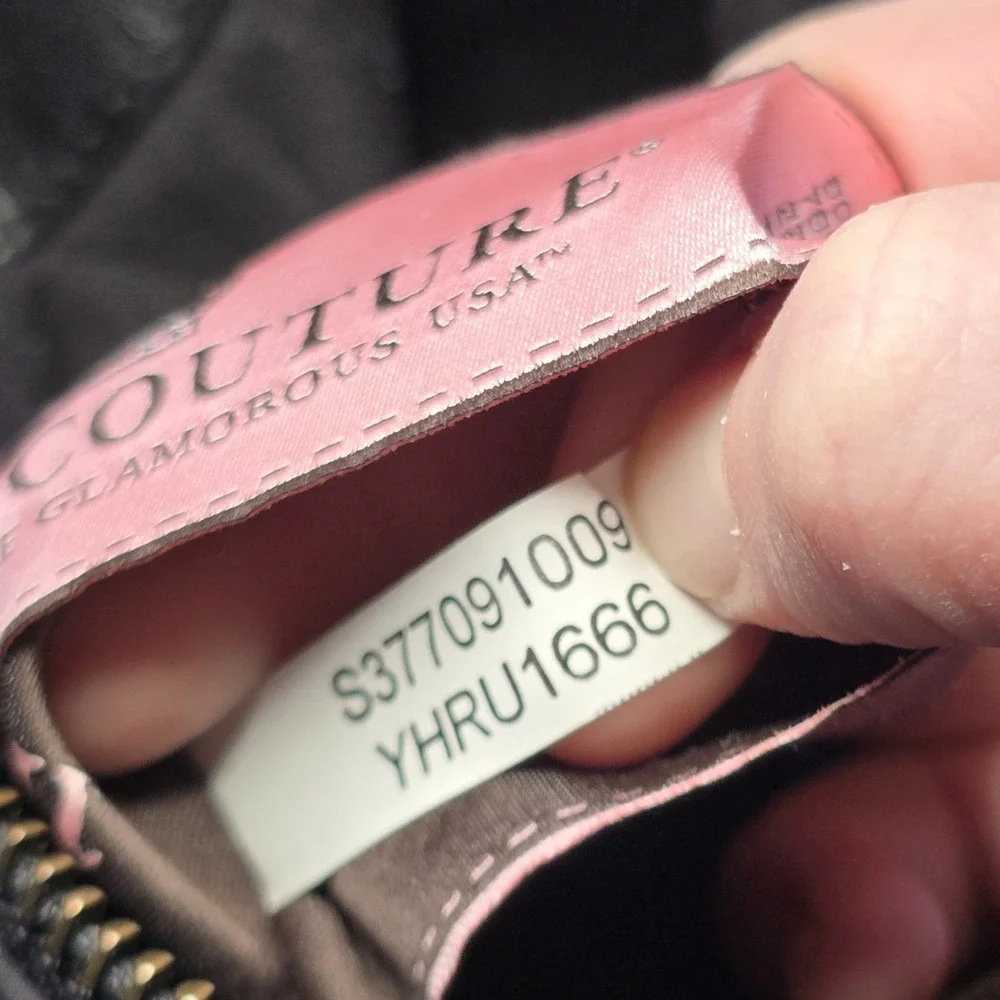 COUTURE®
GLAMOROUS USA™
S377091009
YHRU1666